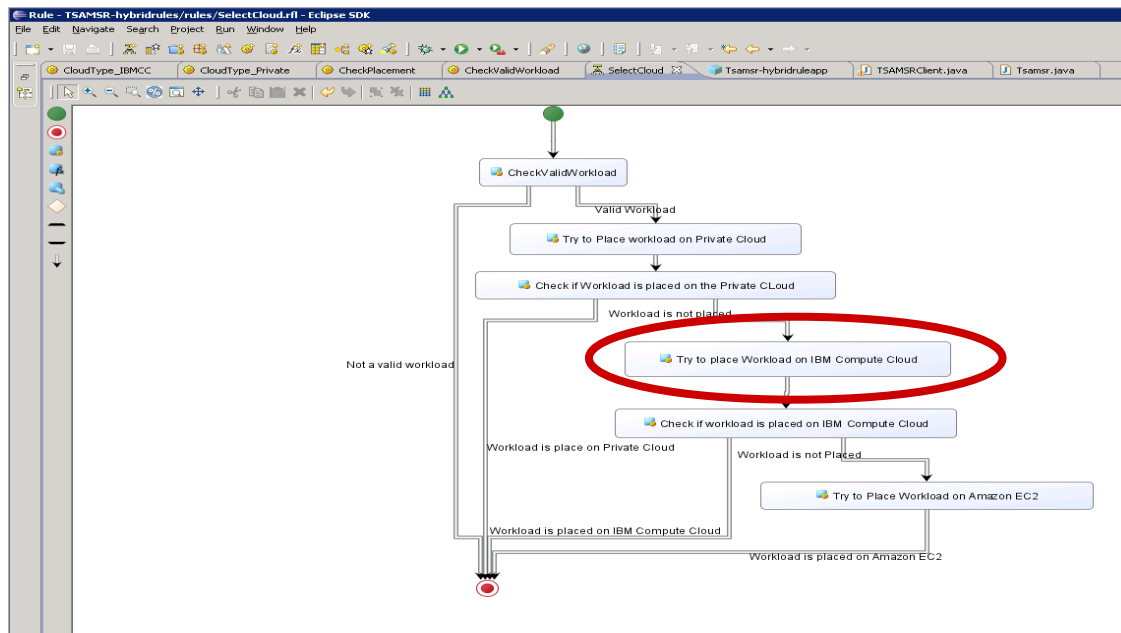 Rule - TSAMSR-hybridrules/rules/SelectCloud.rfl - Eclipse SDK
File Edit Navigate Search Project Run Window Help
CloudType_IBMCC CloudType_Private CheckPlacement CheckValidWorkload SelectCloud Tsamsr-hybridruleapp TSAMSRClient.java Tsamsr.java
CheckValidWorkload
Valid Workload
Try to Place workload on Private Cloud
Check if Workload is placed on the Private CLoud
Workload is not placed
Try to place Workload on IBM Compute Cloud
Not a valid workload
Check if workload is placed on IBM Compute Cloud
Workload is place on Private Cloud
Workload is not Placed
Try to Place Workload on Amazon EC2
Workload is placed on IBM Compute Cloud
Workload is placed on Amazon EC2